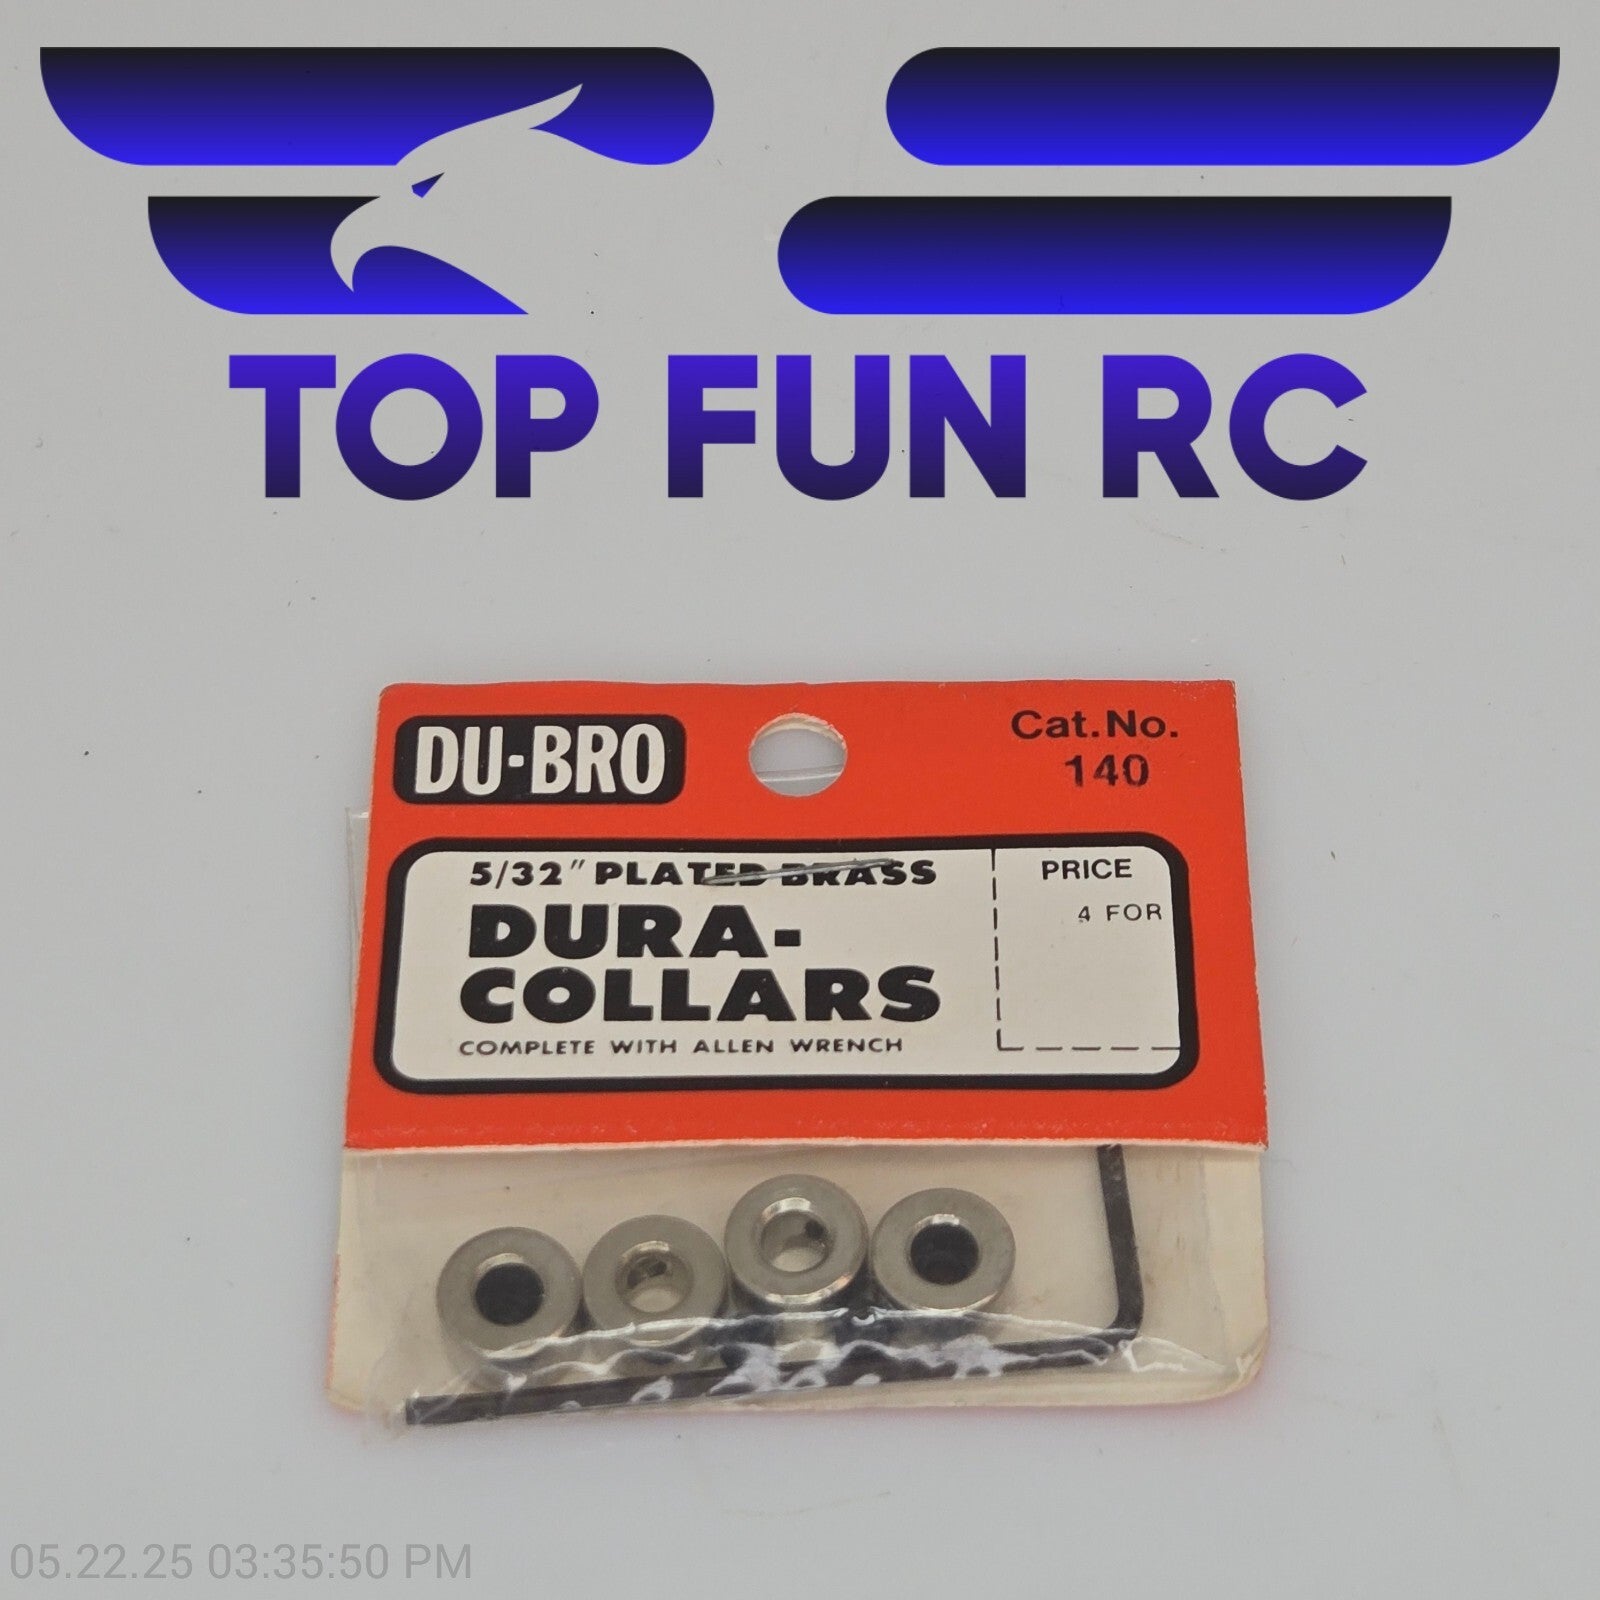 TOP FUN RC
DU-BRO
Cat.No.
140
5/32" PLATED BRASS
DURA-
COLLARS
COMPLETE WITH ALLEN WRENCH
PRICE
4 FOR
05.22.25 03:35:50 PM